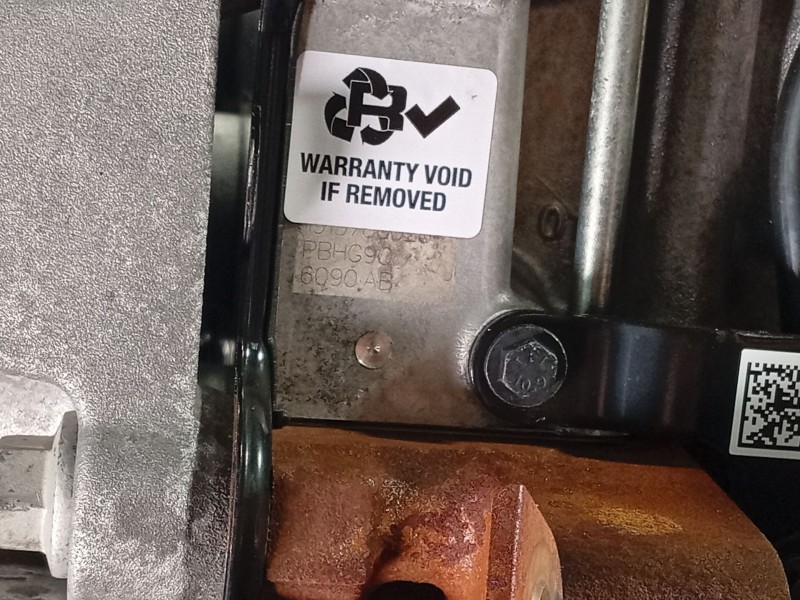 WARRANTY VOID
IF REMOVED
PBHG90
6090 AB